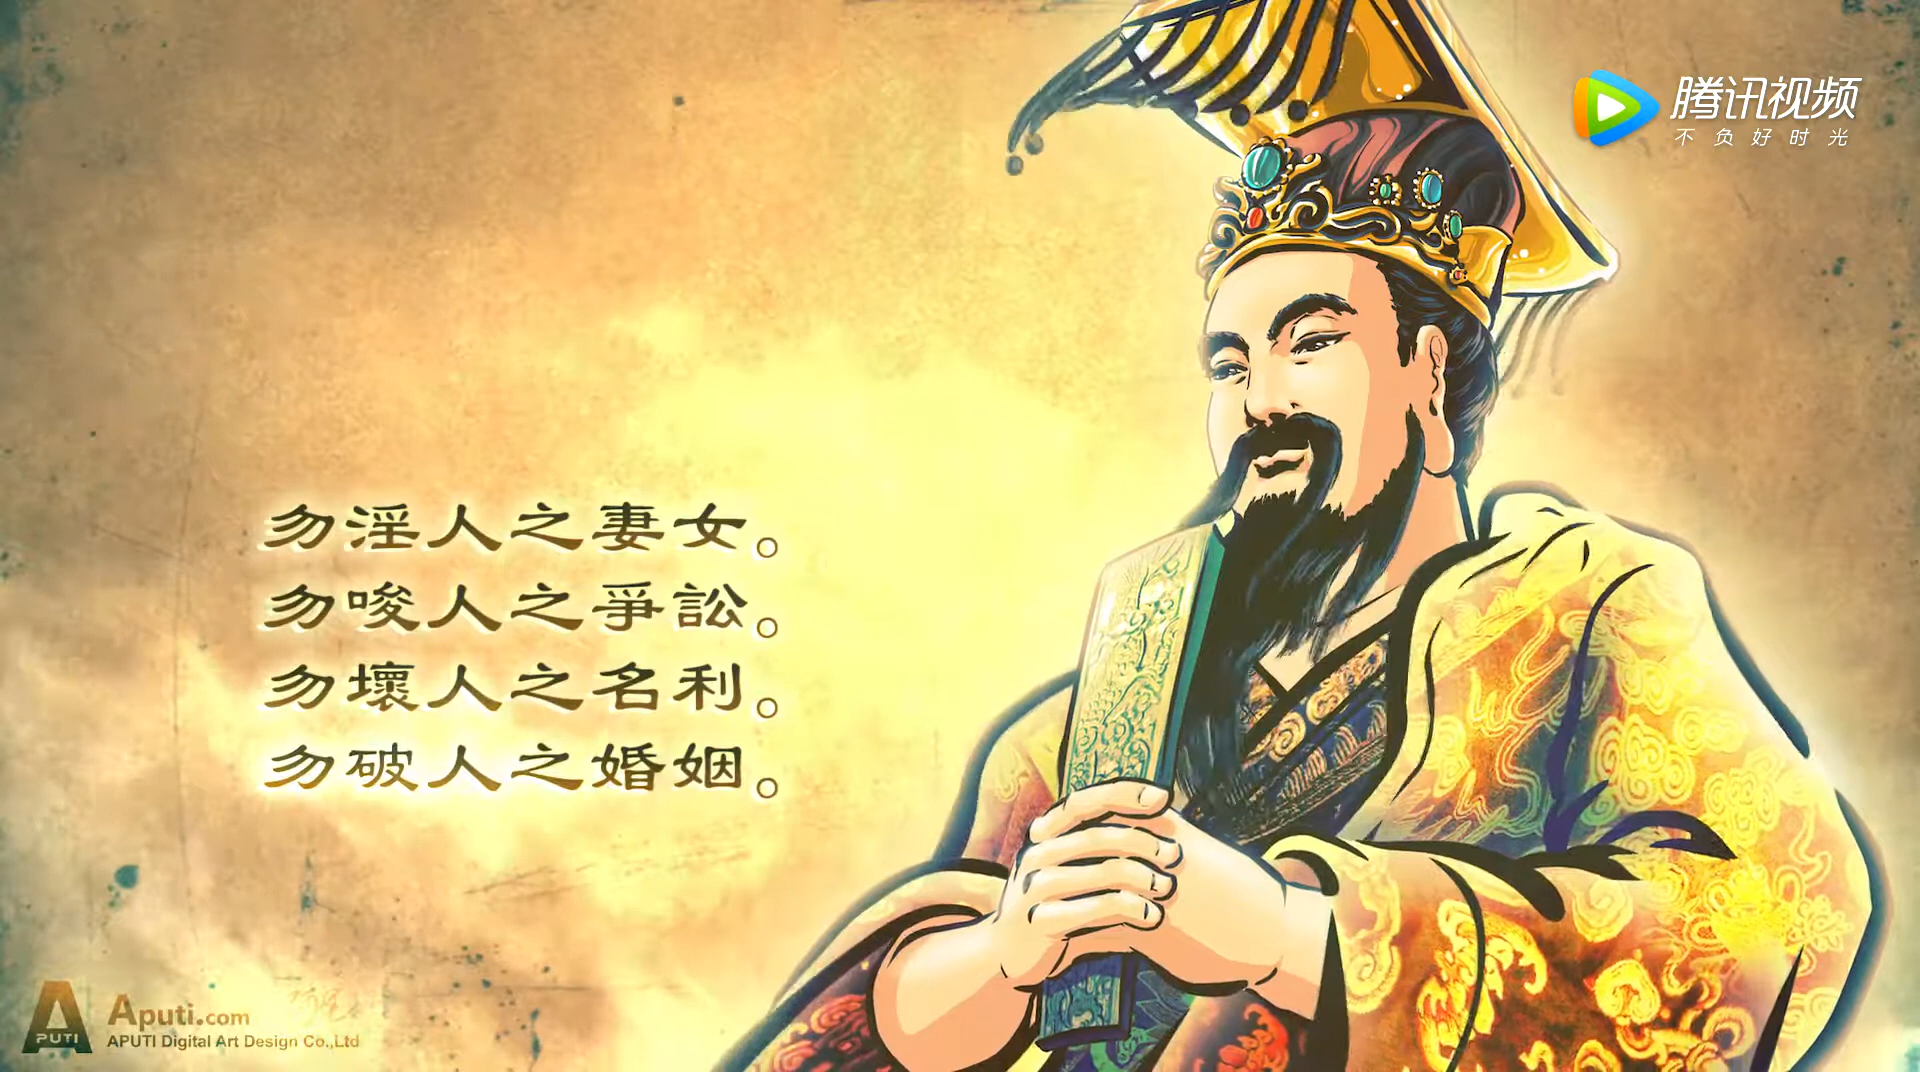 腾讯视频
不负好时光
勿淫人之妻女。
勿唆人之爭訟。
勿壞人之名利。
勿破人之婚姻。
APUTI
Aputi.com
APUTI Digital Art Design Co.,Ltd